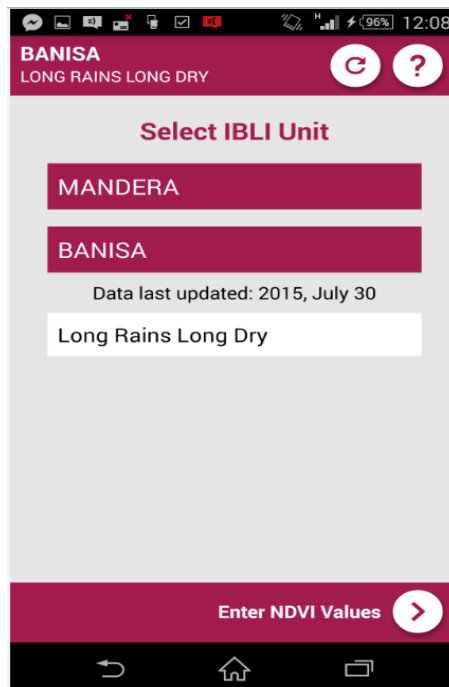 H 96% 12:08
BANISA
LONG RAINS LONG DRY
?
Select IBLI Unit
MANDERA
BANISA
Data last updated: 2015, July 30
Long Rains Long Dry
Enter NDVI Values